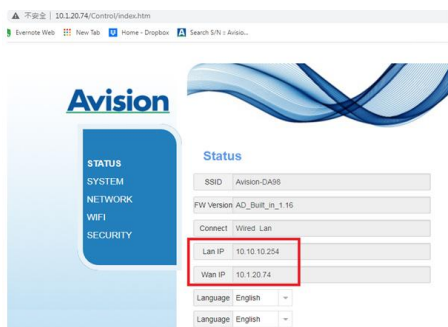 不安全 | 10.1.20.74/Control/index.htm
Evernote Web New Tab Home - Dropbox Search S/N :: Avisio...
Avision
STATUS
SYSTEM
NETWORK
WIFI
SECURITY
Status
SSID Avision-DA98
FW Version AD_Built_in_1.16
Connect Wired Lan
Lan IP 10.10.10.254
Wan IP 10.1.20.74
Language English
Language English